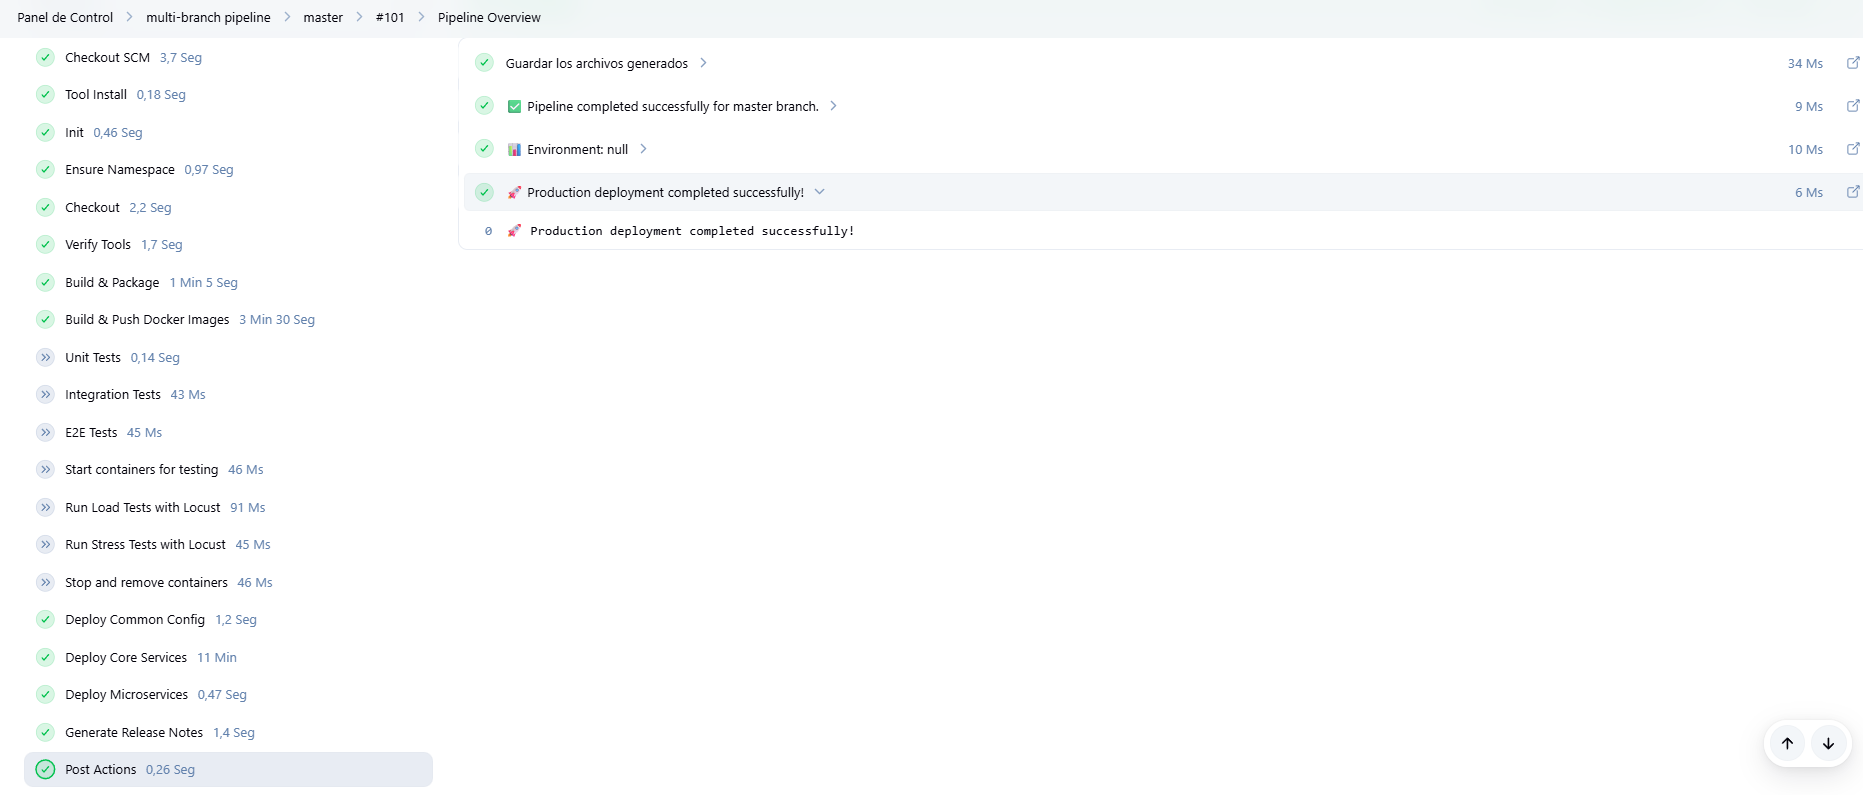 Panel de Control > multi-branch pipeline > master > #101 > Pipeline Overview
Checkout SCM 3,7 Seg
Tool Install 0,18 Seg
Init 0,46 Seg
Ensure Namespace 0,97 Seg
Checkout 2,2 Seg
Verify Tools 1,7 Seg
Build & Package 1 Min 5 Seg
Build & Push Docker Images 3 Min 30 Seg
Unit Tests 0,14 Seg
Integration Tests 43 Ms
E2E Tests 45 Ms
Start containers for testing 46 Ms
Run Load Tests with Locust 91 Ms
Run Stress Tests with Locust 45 Ms
Stop and remove containers 46 Ms
Deploy Common Config 1,2 Seg
Deploy Core Services 11 Min
Deploy Microservices 0,47 Seg
Generate Release Notes 1,4 Seg
Post Actions 0,26 Seg
Guardar los archivos generados 34 Ms
✅ Pipeline completed successfully for master branch. 9 Ms
📊 Environment: null 10 Ms
🚀 Production deployment completed successfully! 6 Ms
0 🚀 Production deployment completed successfully!